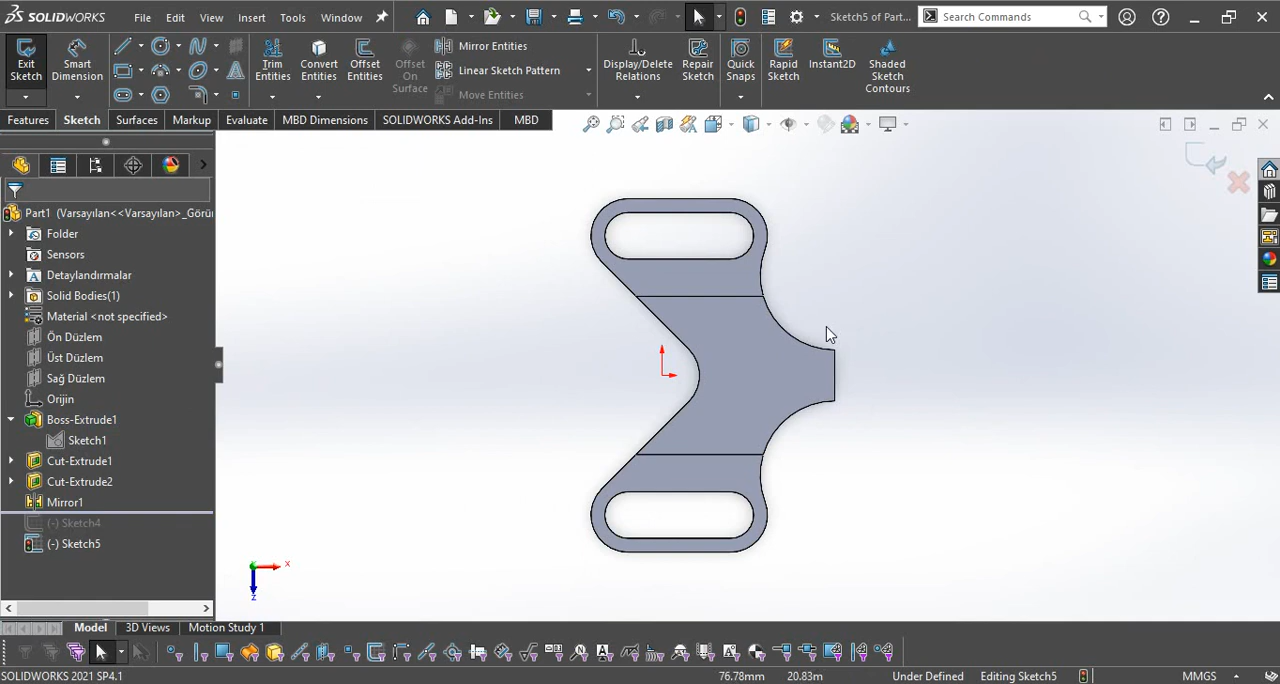 SOLIDWORKS File Edit View Insert Tools Window Sketch5 of Part... Search Commands
Exit Sketch
Smart Dimension
Trim Entities
Convert Entities
Offset Entities
Offset On Surface
Mirror Entities
Linear Sketch Pattern
Move Entities
Display/Delete Relations
Repair Sketch
Quick Snaps
Rapid Sketch
Instant2D
Shaded Sketch Contours
Features Sketch Surfaces Markup Evaluate MBD Dimensions SOLIDWORKS Add-Ins MBD
Part1 (Varsayılan<<Varsayılan>_Görü
Folder
Sensors
A Detaylandırmalar
Solid Bodies(1)
Material <not specified>
Ön Düzlem
Üst Düzlem
Sağ Düzlem
Orijin
Boss-Extrude1
Sketch1
Cut-Extrude1
Cut-Extrude2
Mirror1
(-) Sketch4
(-) Sketch5
x
z
Model 3D Views Motion Study 1
SOLIDWORKS 2021 SP4.1 76.78mm 20.83m Under Defined Editing Sketch5 MMGS